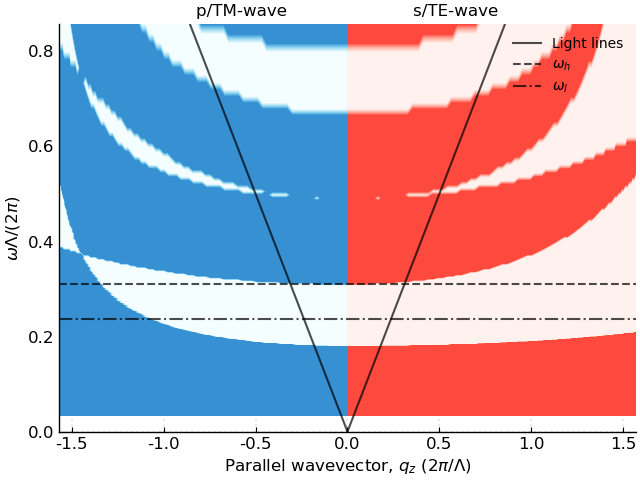 p/TM-wave s/TE-wave
Light lines
ω_h
ω_l
ωΛ/(2π)
0.8
0.6
0.4
0.2
0.0
-1.5 -1.0 -0.5 0.0 0.5 1.0 1.5
Parallel wavevector, q_z (2π/Λ)